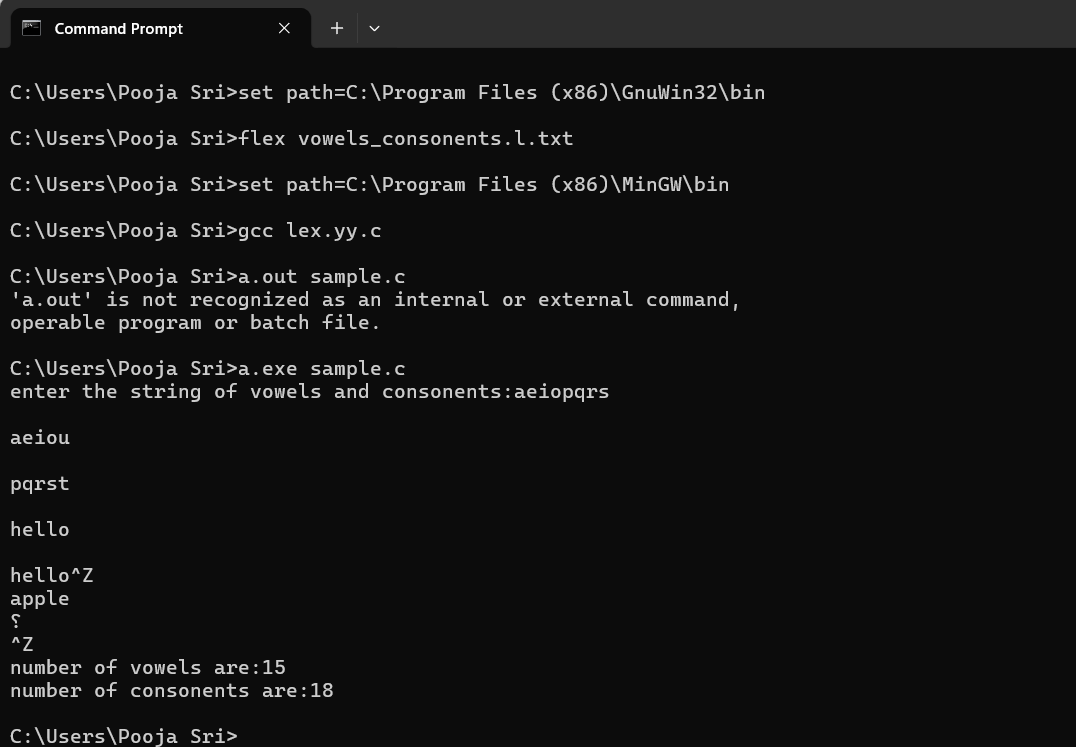 Command Prompt
C:\Users\Pooja Sri>set path=C:\Program Files (x86)\GnuWin32\bin
C:\Users\Pooja Sri>flex vowels_consonents.l.txt
C:\Users\Pooja Sri>set path=C:\Program Files (x86)\MinGW\bin
C:\Users\Pooja Sri>gcc lex.yy.c
C:\Users\Pooja Sri>a.out sample.c
'a.out' is not recognized as an internal or external command,
operable program or batch file.
C:\Users\Pooja Sri>a.exe sample.c
enter the string of vowels and consonents:aeiopqrs
aeiou
pqrst
hello
hello^Z
apple
␦
^Z
number of vowels are:15
number of consonents are:18
C:\Users\Pooja Sri>